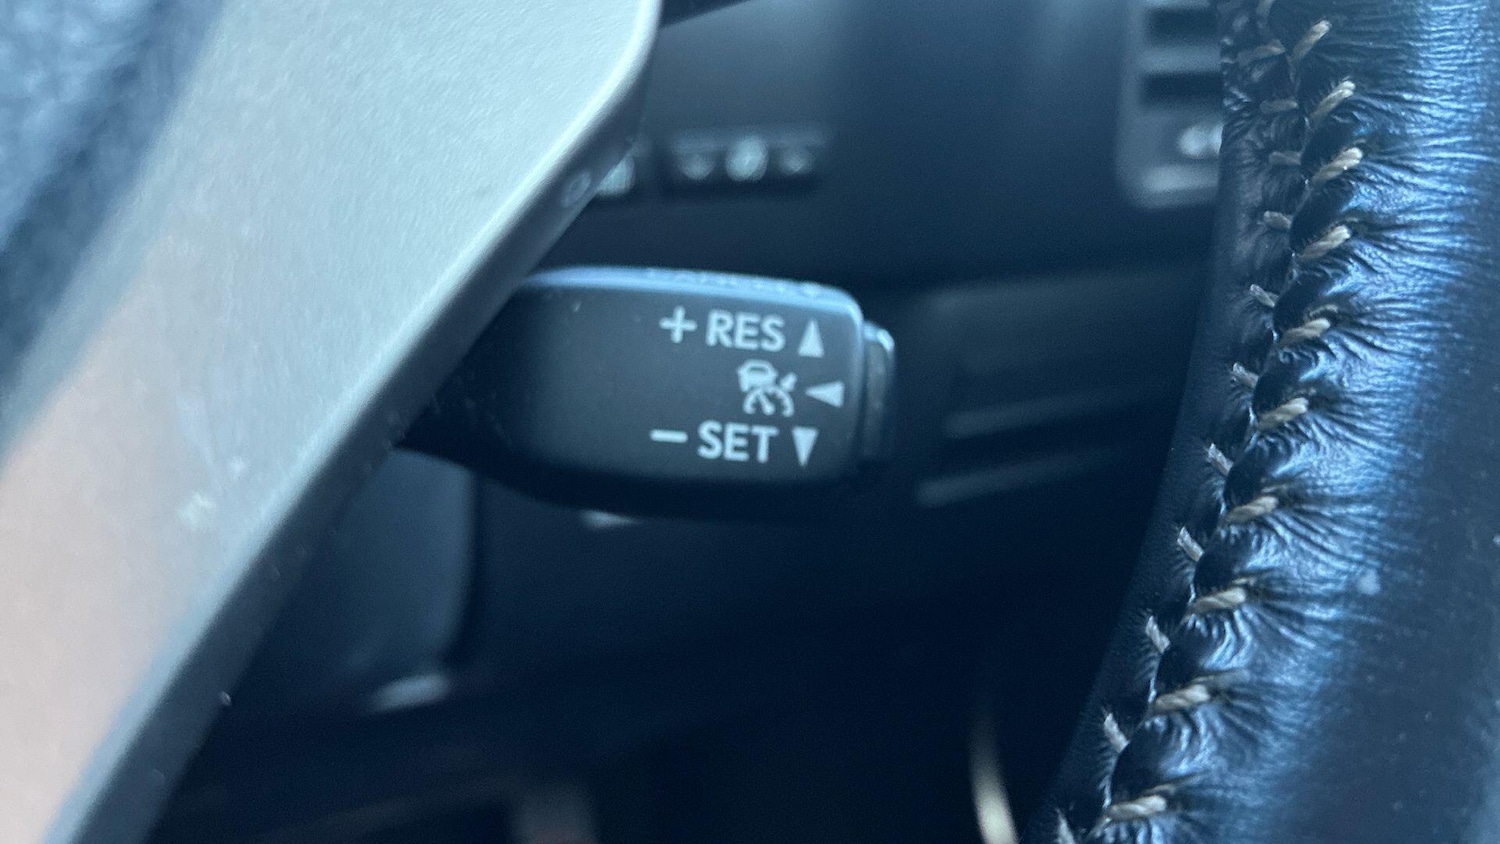 + RES ▲
◄
− SET ▼